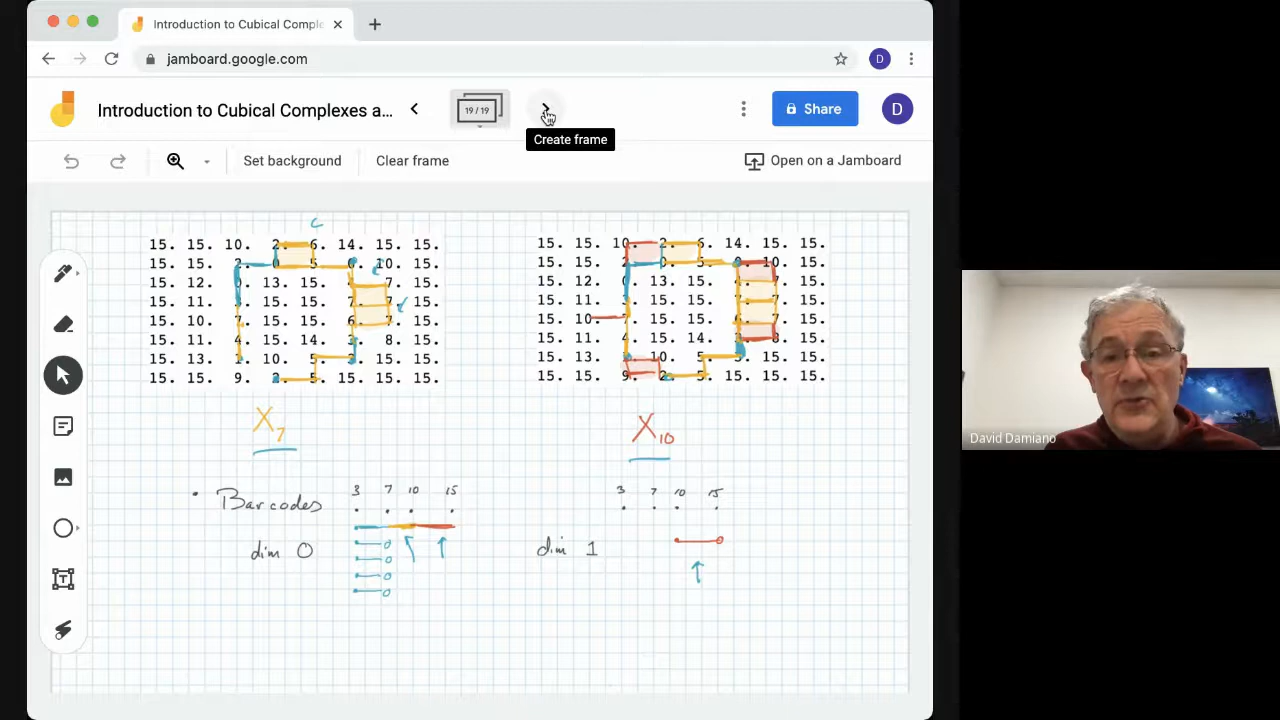 Introduction to Cubical Comple
jamboard.google.com
D
Introduction to Cubical Complexes a...
19 / 19
Share
D
Create frame
Set background
Clear frame
Open on a Jamboard
c
15. 15. 10. 2. 6. 14. 15. 15.
15. 15. 2. 0. 5. 0. 10. 15.
15. 12. 0. 13. 15. 7. 15.
15. 11. 3. 15. 15. 7. 7. 15.
15. 10. 7. 15. 15. 6. 7. 15.
15. 11. 4. 15. 14. 3. 8. 15.
15. 13. 10. 5. 15. 15.
15. 15. 9. 2. 5. 15. 15. 15.
15. 15. 10. 2. 6. 14. 15. 15.
15. 15. 2. 0. 5. 0. 10. 15.
15. 12. 0. 13. 15. 7. 15.
15. 11. 15. 15. 7. 7. 15.
15. 10. 7. 15. 15. 6. 7. 15.
15. 11. 4. 15. 14. 3. 8. 15.
15. 13. 10. 5. 15. 15.
15. 15. 9. 2. 5. 15. 15. 15.
X7
X10
Barcodes 3 7 10 15
dim 0
3 7 10 15
dim 1
David Damiano